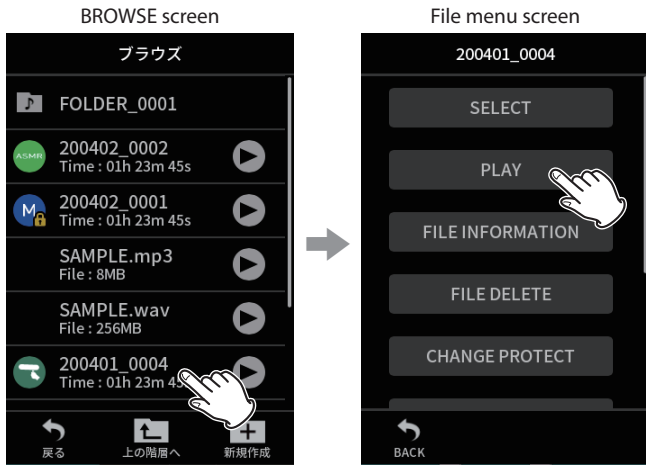 BROWSE screen
ブラウズ
FOLDER_0001
ASMR
200402_0002
Time : 01h 23m 45s
M
200402_0001
Time : 01h 23m 45s
SAMPLE.mp3
File : 8MB
SAMPLE.wav
File : 256MB
200401_0004
Time : 01h 23m 45
戻る
上の階層へ
新規作成
File menu screen
200401_0004
SELECT
PLAY
FILE INFORMATION
FILE DELETE
CHANGE PROTECT
BACK